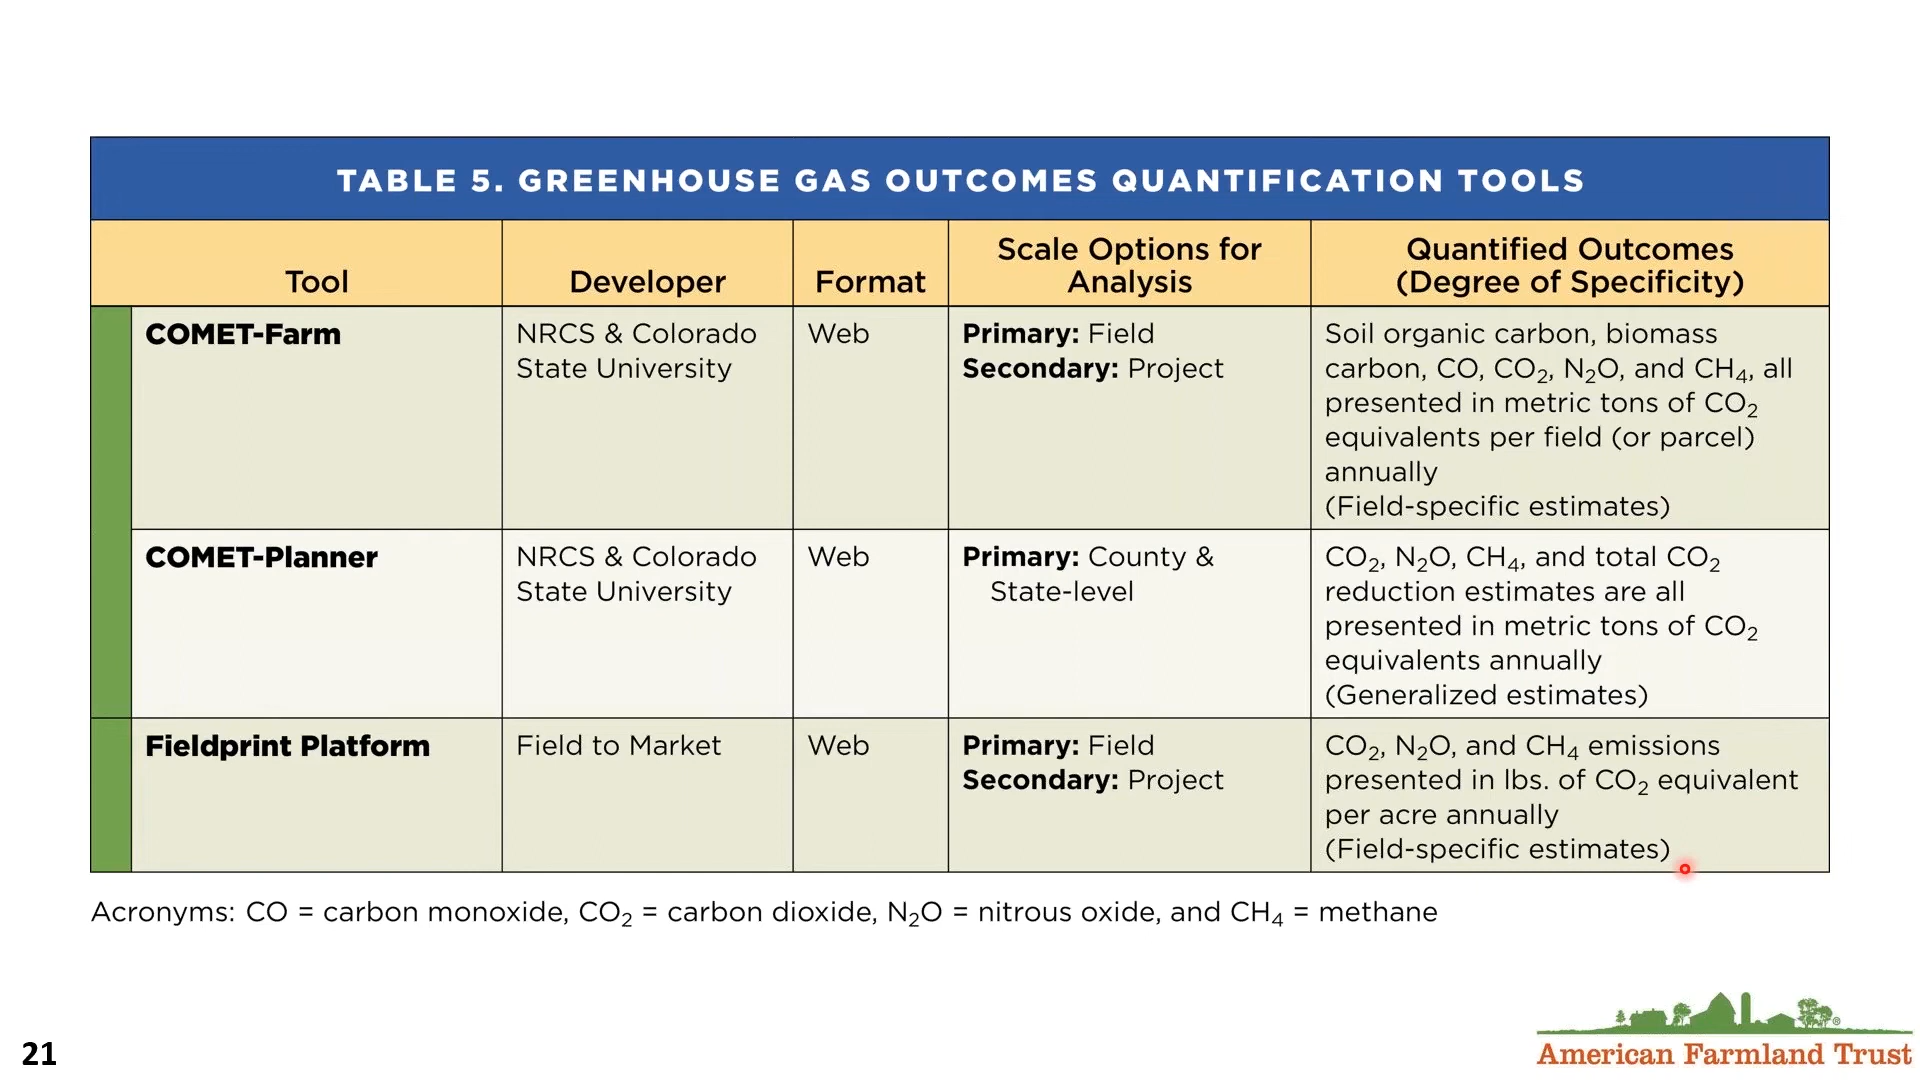 TABLE 5. GREENHOUSE GAS OUTCOMES QUANTIFICATION TOOLS
Tool
Developer
Format
Scale Options for
Analysis
Quantified Outcomes
(Degree of Specificity)
COMET-Farm
NRCS & Colorado
State University
Web
Primary: Field
Secondary: Project
Soil organic carbon, biomass
carbon, CO, CO₂, N₂O, and CH₄, all
presented in metric tons of CO₂
equivalents per field (or parcel)
annually
(Field-specific estimates)
COMET-Planner
NRCS & Colorado
State University
Web
Primary: County &
State-level
CO₂, N₂O, CH₄, and total CO₂
reduction estimates are all
presented in metric tons of CO₂
equivalents annually
(Generalized estimates)
Fieldprint Platform
Field to Market
Web
Primary: Field
Secondary: Project
CO₂, N₂O, and CH₄ emissions
presented in lbs. of CO₂ equivalent
per acre annually
(Field-specific estimates)
Acronyms: CO = carbon monoxide, CO₂ = carbon dioxide, N₂O = nitrous oxide, and CH₄ = methane
21
®
American Farmland Trust